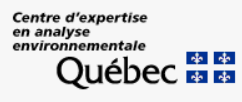 Centre d'expertise
en analyse
environnementale
Québec